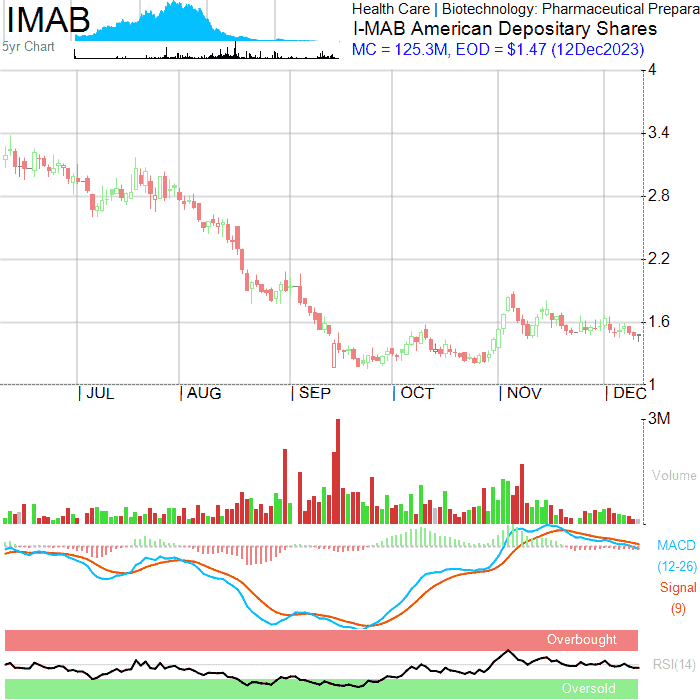 IMAB
5yr Chart
Health Care | Biotechnology: Pharmaceutical Prepara
I-MAB American Depositary Shares
MC = 125.3M, EOD = $1.47 (12Dec2023)
4
3.4
2.8
2.2
1.6
1
JUL AUG SEP OCT NOV DEC
3M
Volume
MACD
(12-26)
Signal
(9)
Overbought
RSI(14)
Oversold